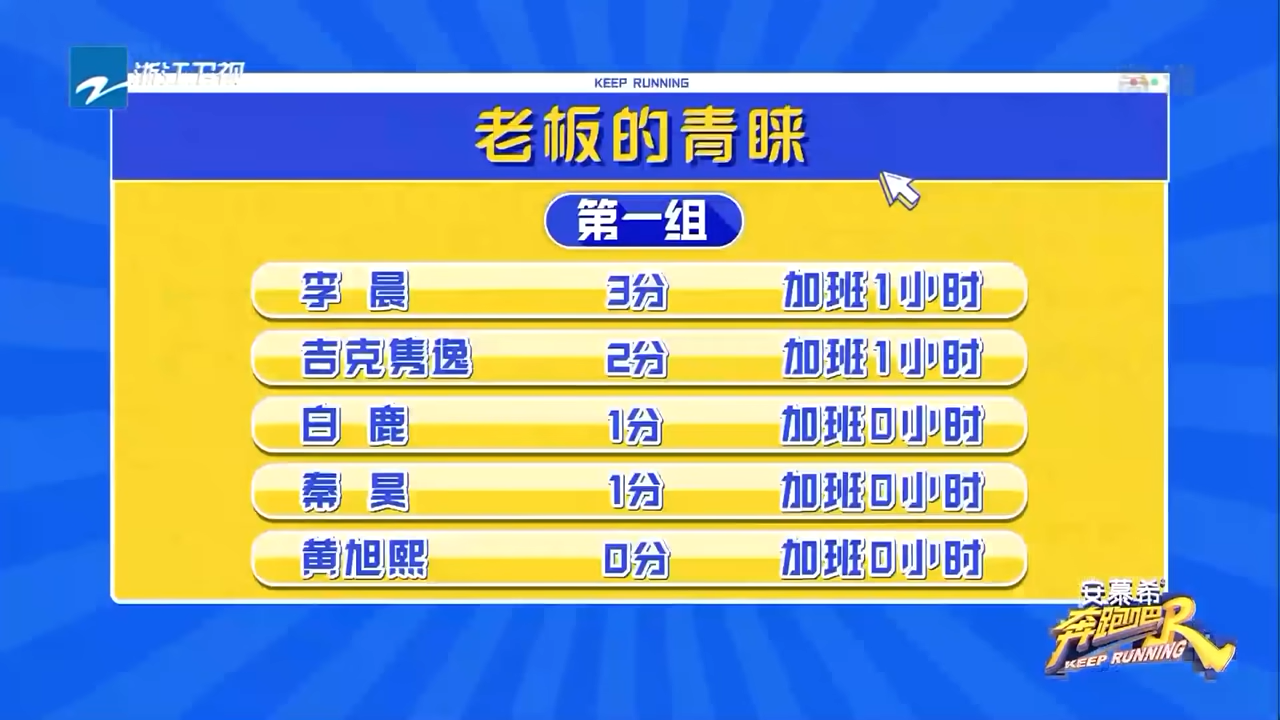 浙江卫视
KEEP RUNNING
老板的青睐
第一组
李晨 3分 加班1小时
吉克隽逸 2分 加班1小时
白鹿 1分 加班0小时
秦昊 1分 加班0小时
黄旭熙 0分 加班0小时
安慕希
奔跑吧R
KEEP RUNNING